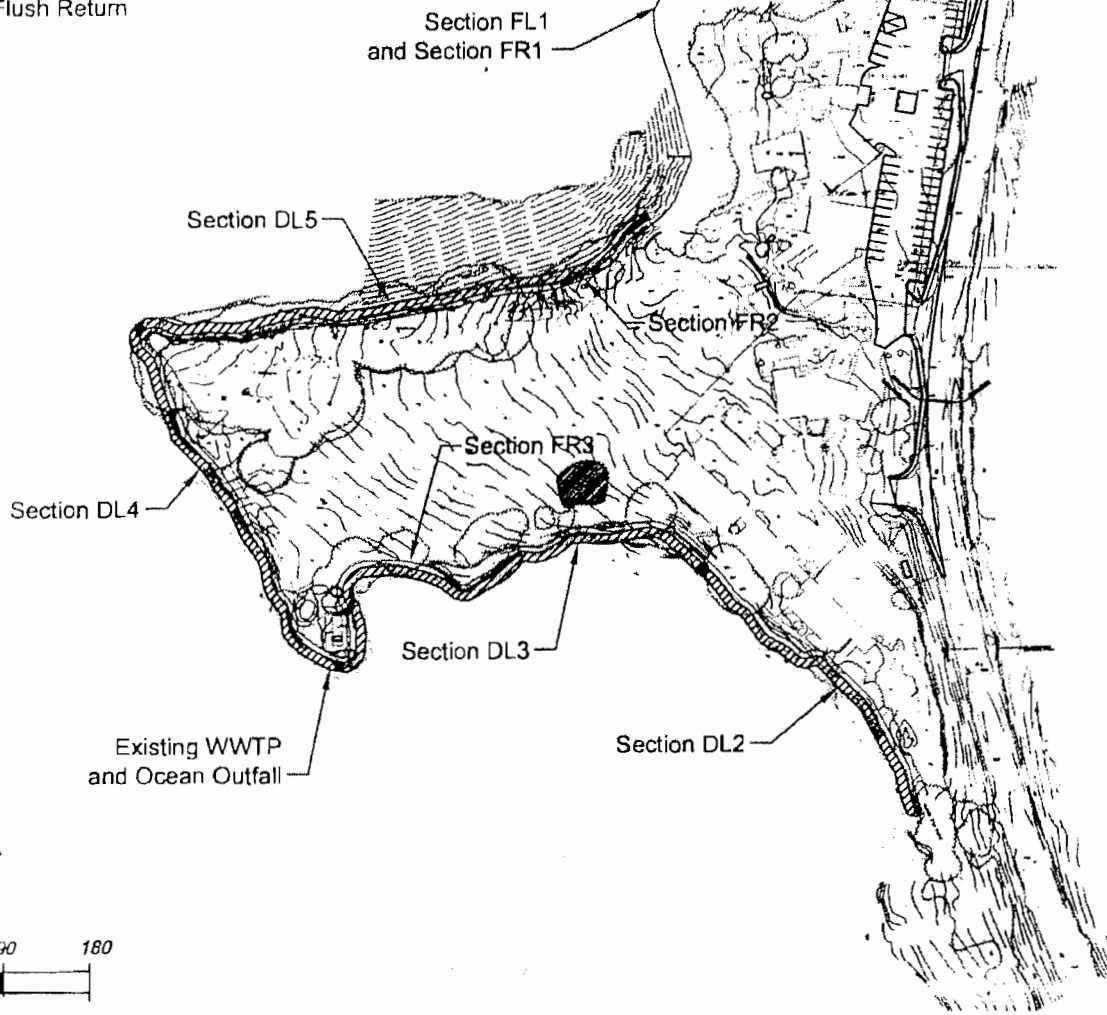 Flush Return
Section FL1
and Section FR1
Section DL5
Section FR2
Section FR3
Section DL4
Section DL3
Existing WWTP
and Ocean Outfall
Section DL2
90 180